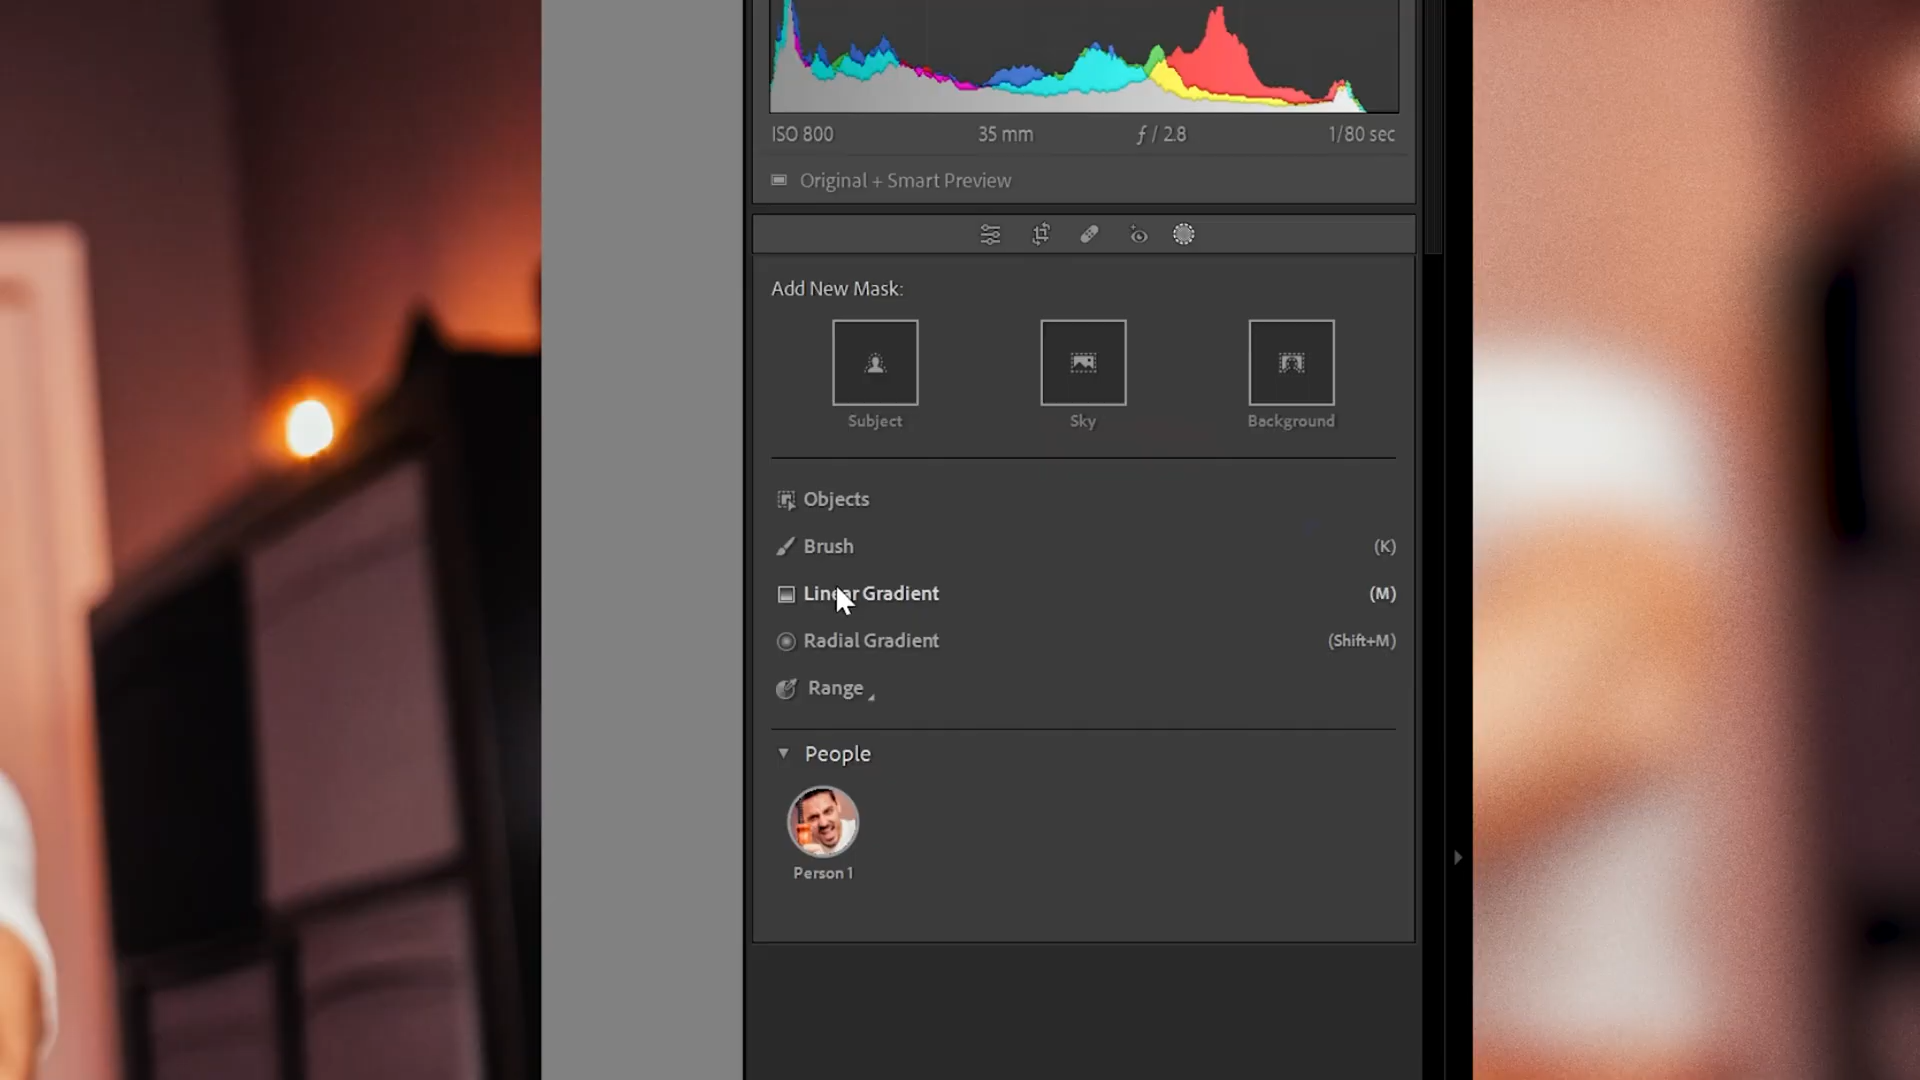 ISO 800 35 mm ƒ / 2.8 1/80 sec
Original + Smart Preview
Add New Mask:
Subject Sky Background
Objects
Brush (K)
Linear Gradient (M)
Radial Gradient (Shift+M)
Range
People
Person 1